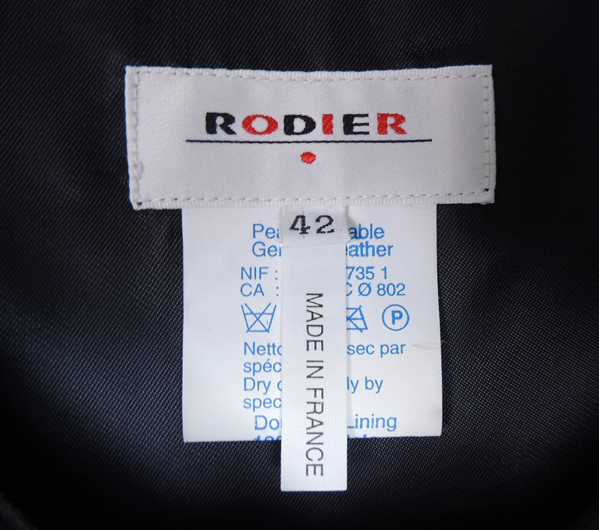 RODIER
42
Pea able
Gen eather
NIF : 735 1
CA : C Ø 802
P
Netto sec par
spéc
Dry c ly by
spec
Do Lining
MADE IN FRANCE